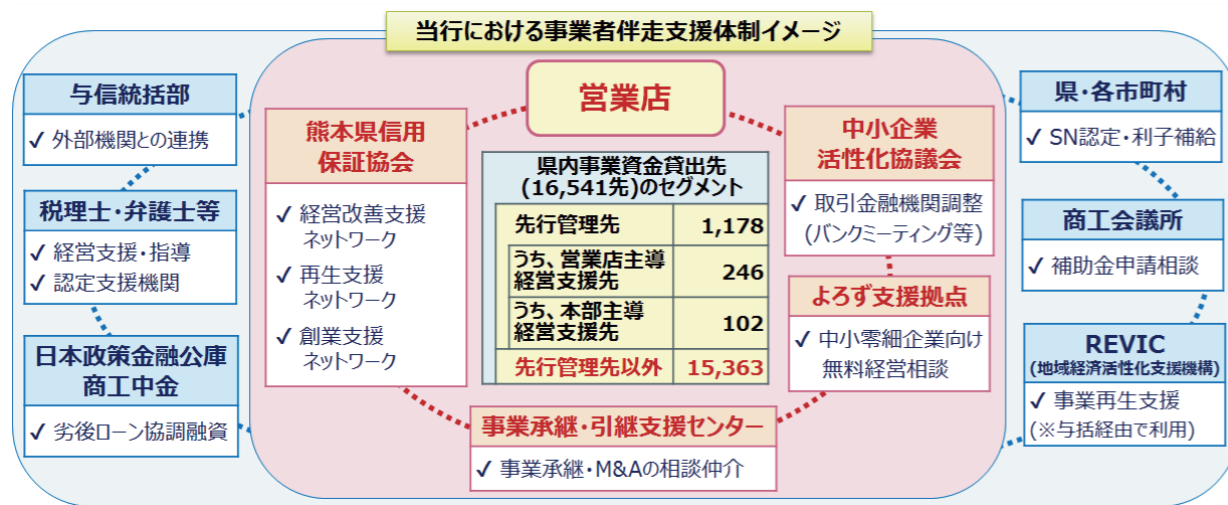 当行における事業者伴走支援体制イメージ
営業店
与信統括部
✓ 外部機関との連携
税理士・弁護士等
✓ 経営支援・指導
✓ 認定支援機関
日本政策金融公庫
商工中金
✓ 劣後ローン協調融資
熊本県信用
保証協会
✓ 経営改善支援
ネットワーク
✓ 再生支援
ネットワーク
✓ 創業支援
ネットワーク
県内事業資金貸出先
(16,541先)のセグメント
先行管理先 1,178
うち、営業店主導
経営支援先 246
うち、本部主導
経営支援先 102
先行管理先以外 15,363
中小企業
活性化協議会
✓ 取引金融機関調整
(バンクミーティング等)
よろず支援拠点
✓ 中小零細企業向け
無料経営相談
事業承継・引継支援センター
✓ 事業承継・M&Aの相談仲介
県・各市町村
✓ SN認定・利子補給
商工会議所
✓ 補助金申請相談
REVIC
(地域経済活性化支援機構)
✓ 事業再生支援
(※与括経由で利用)